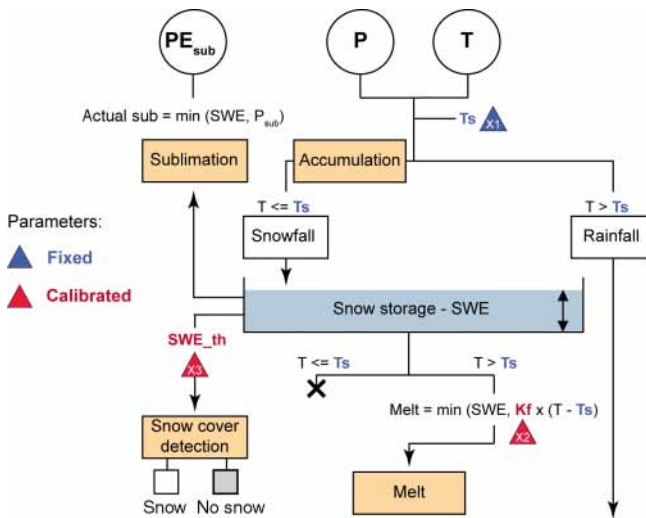 PEsub
P
T
Actual sub = min (SWE, Psub)
Ts X1
Sublimation
Accumulation
T <= Ts
T > Ts
Parameters:
Snowfall
Rainfall
Fixed
Calibrated
Snow storage - SWE
SWE_th
X3
T <= Ts
T > Ts
Melt = min (SWE, Kf x (T - Ts)
X2
Snow cover
detection
Melt
Snow
No snow